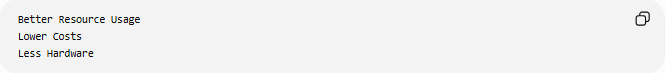 Better Resource Usage
Lower Costs
Less Hardware